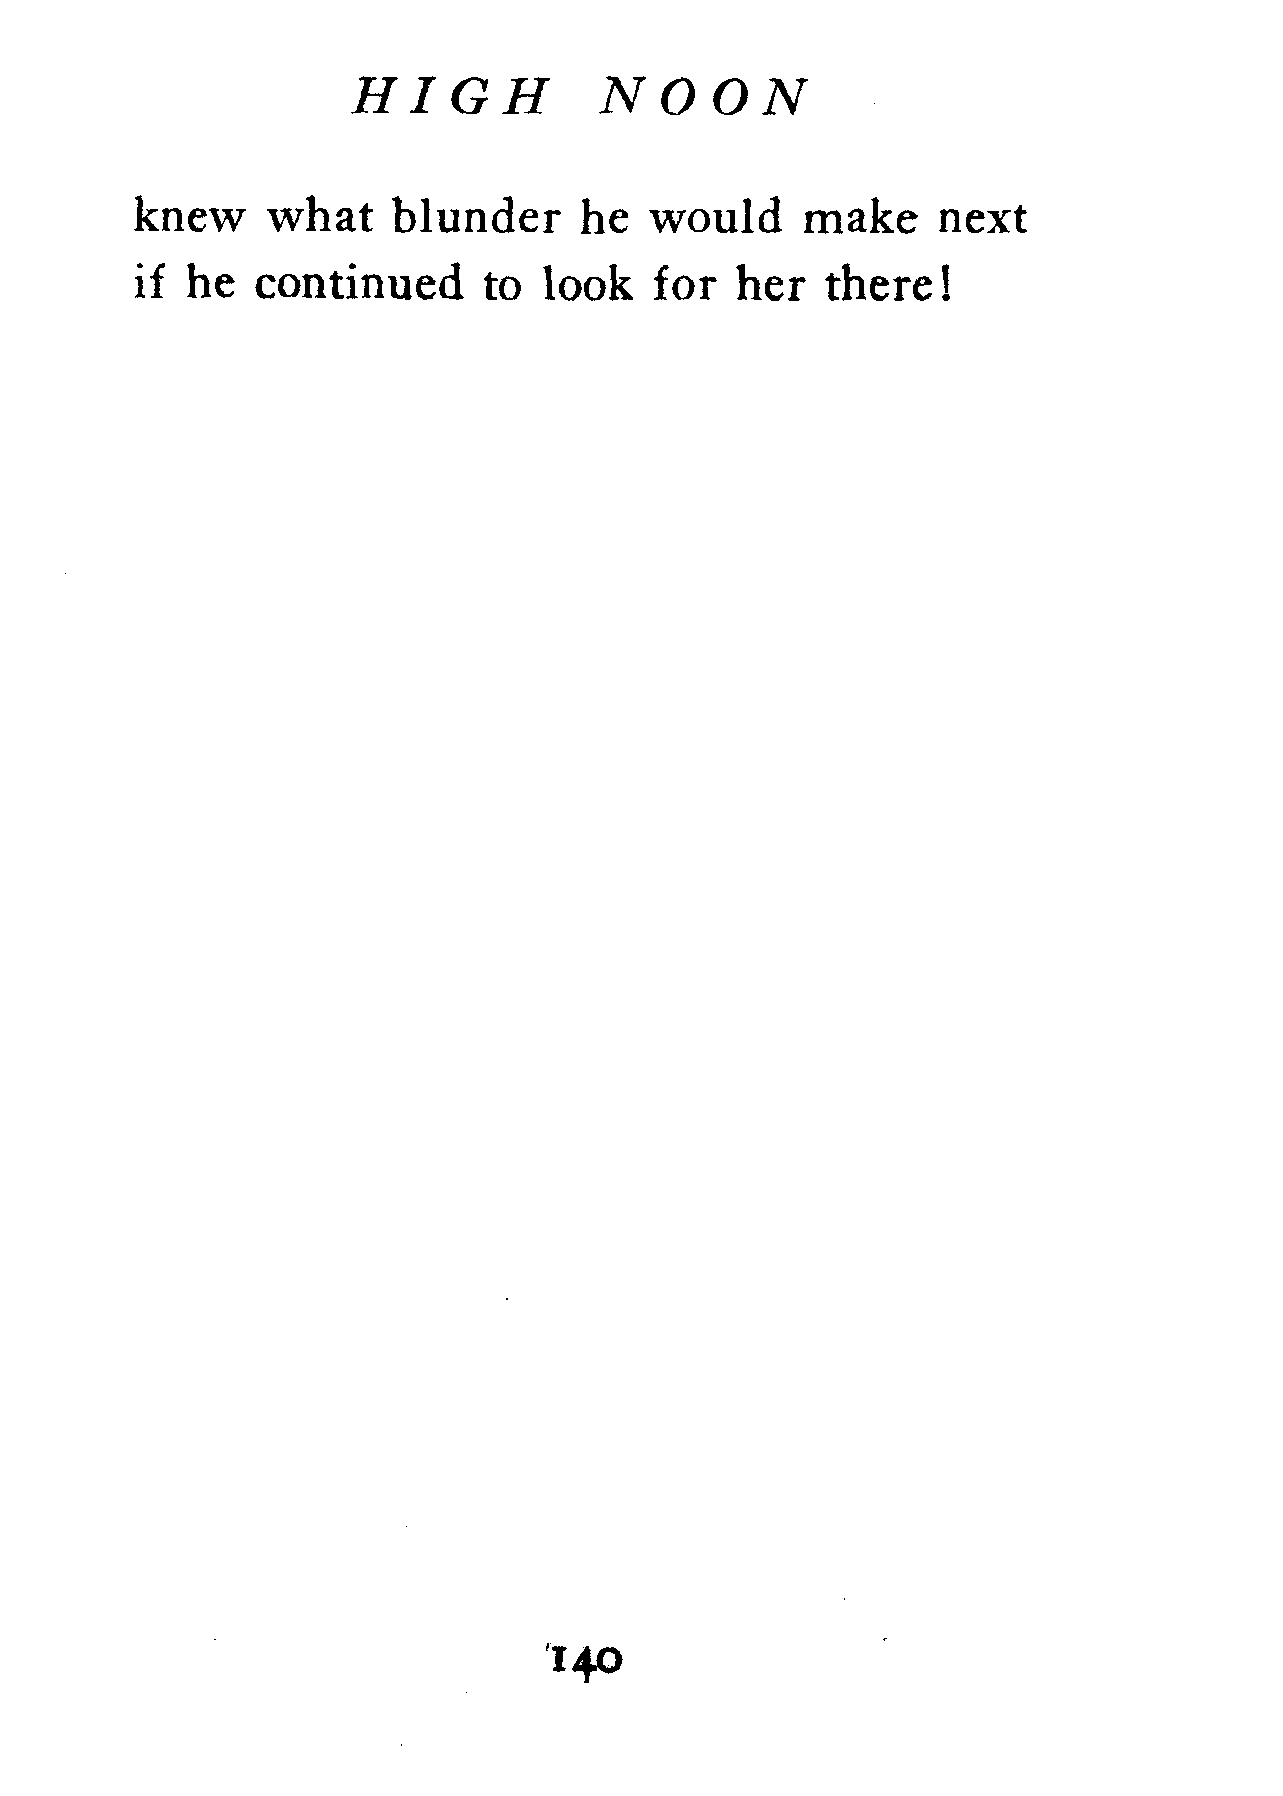 HIGH NOON
knew what blunder he would make next
if he continued to look for her there!
140